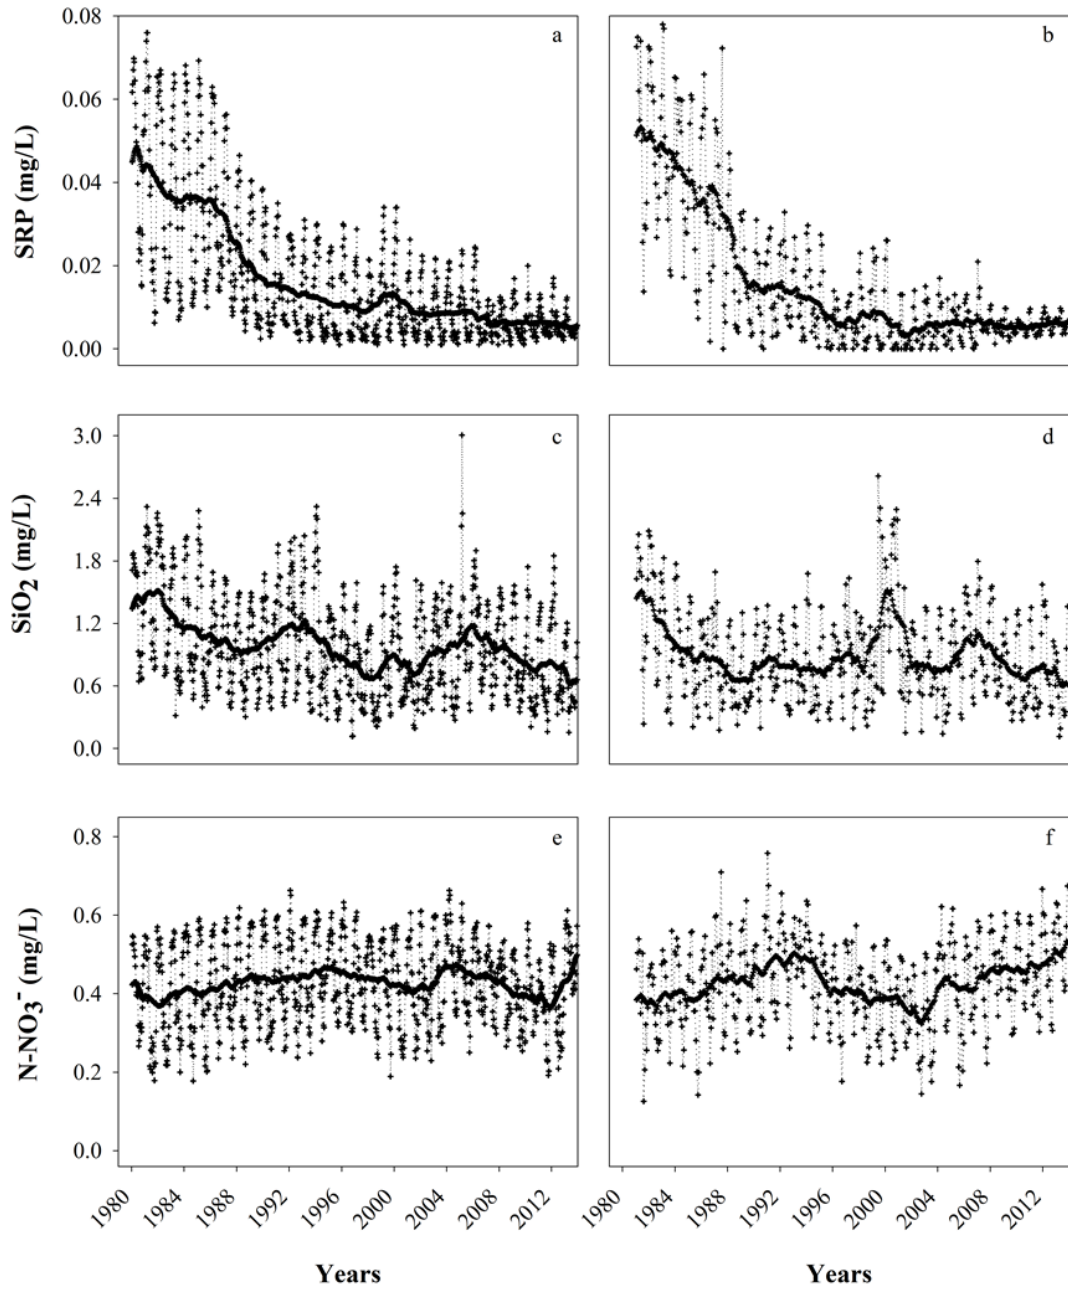 a
b
SRP (mg/L)
0.08
0.06
0.04
0.02
0.00
c
d
SiO2 (mg/L)
3.0
2.4
1.8
1.2
0.6
0.0
e
f
N-NO3- (mg/L)
0.8
0.6
0.4
0.2
0.0
1980 1984 1988 1992 1996 2000 2004 2008 2012
1980 1984 1988 1992 1996 2000 2004 2008 2012
Years
Years